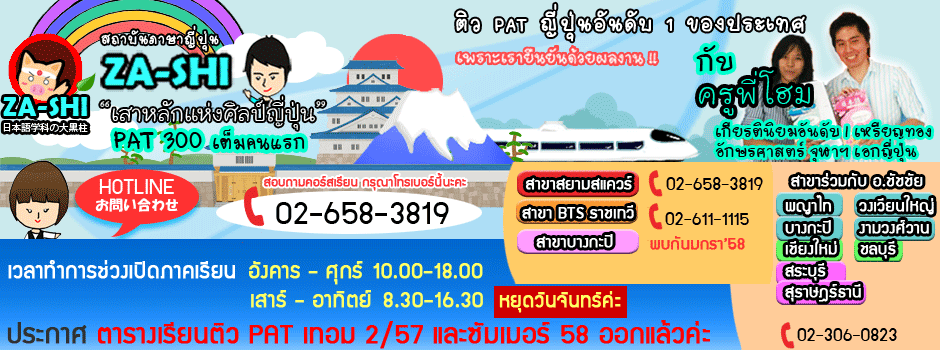 สถาบันภาษาญี่ปุ่น
ZA-SHI
ZA-SHI
日本語学科の大黒柱
"เสาหลักแห่งศิลป์ญี่ปุ่น"
PAT 300 เต็มคนแรก
ติว PAT ญี่ปุ่นอันดับ 1 ของประเทศ
เพราะเรายืนยันด้วยผลงาน !!
กับ
ครูพี่โฮม
เกียรตินิยมอันดับ 1 เหรียญทอง
อักษรศาสตร์ จุฬาฯ เอกญี่ปุ่น
HOTLINE
お問い合わせ
สอบถามคอร์สเรียน กรุณาโทรเบอร์นี้นะคะ
02-658-3819
สาขาสยามสแควร์ 02-658-3819
สาขา BTS ราชเทวี 02-611-1115
สาขาบางกะปิ พบกันมกรา'58
สาขาร่วมกับ อ.ชัชชัย
พญาไท วงเวียนใหญ่
บางกะปิ งามวงศ์วาน
เชียงใหม่ ชลบุรี
สระบุรี
สุราษฎร์ธานี
02-306-0823
เวลาทำการช่วงเปิดภาคเรียน อังคาร - ศุกร์ 10.00-18.00
เสาร์ - อาทิตย์ 8.30-16.30 หยุดวันจันทร์ค่ะ
ประกาศ ตารางเรียนติว PAT เทอม 2/57 และซัมเมอร์ 58 ออกแล้วค่ะ